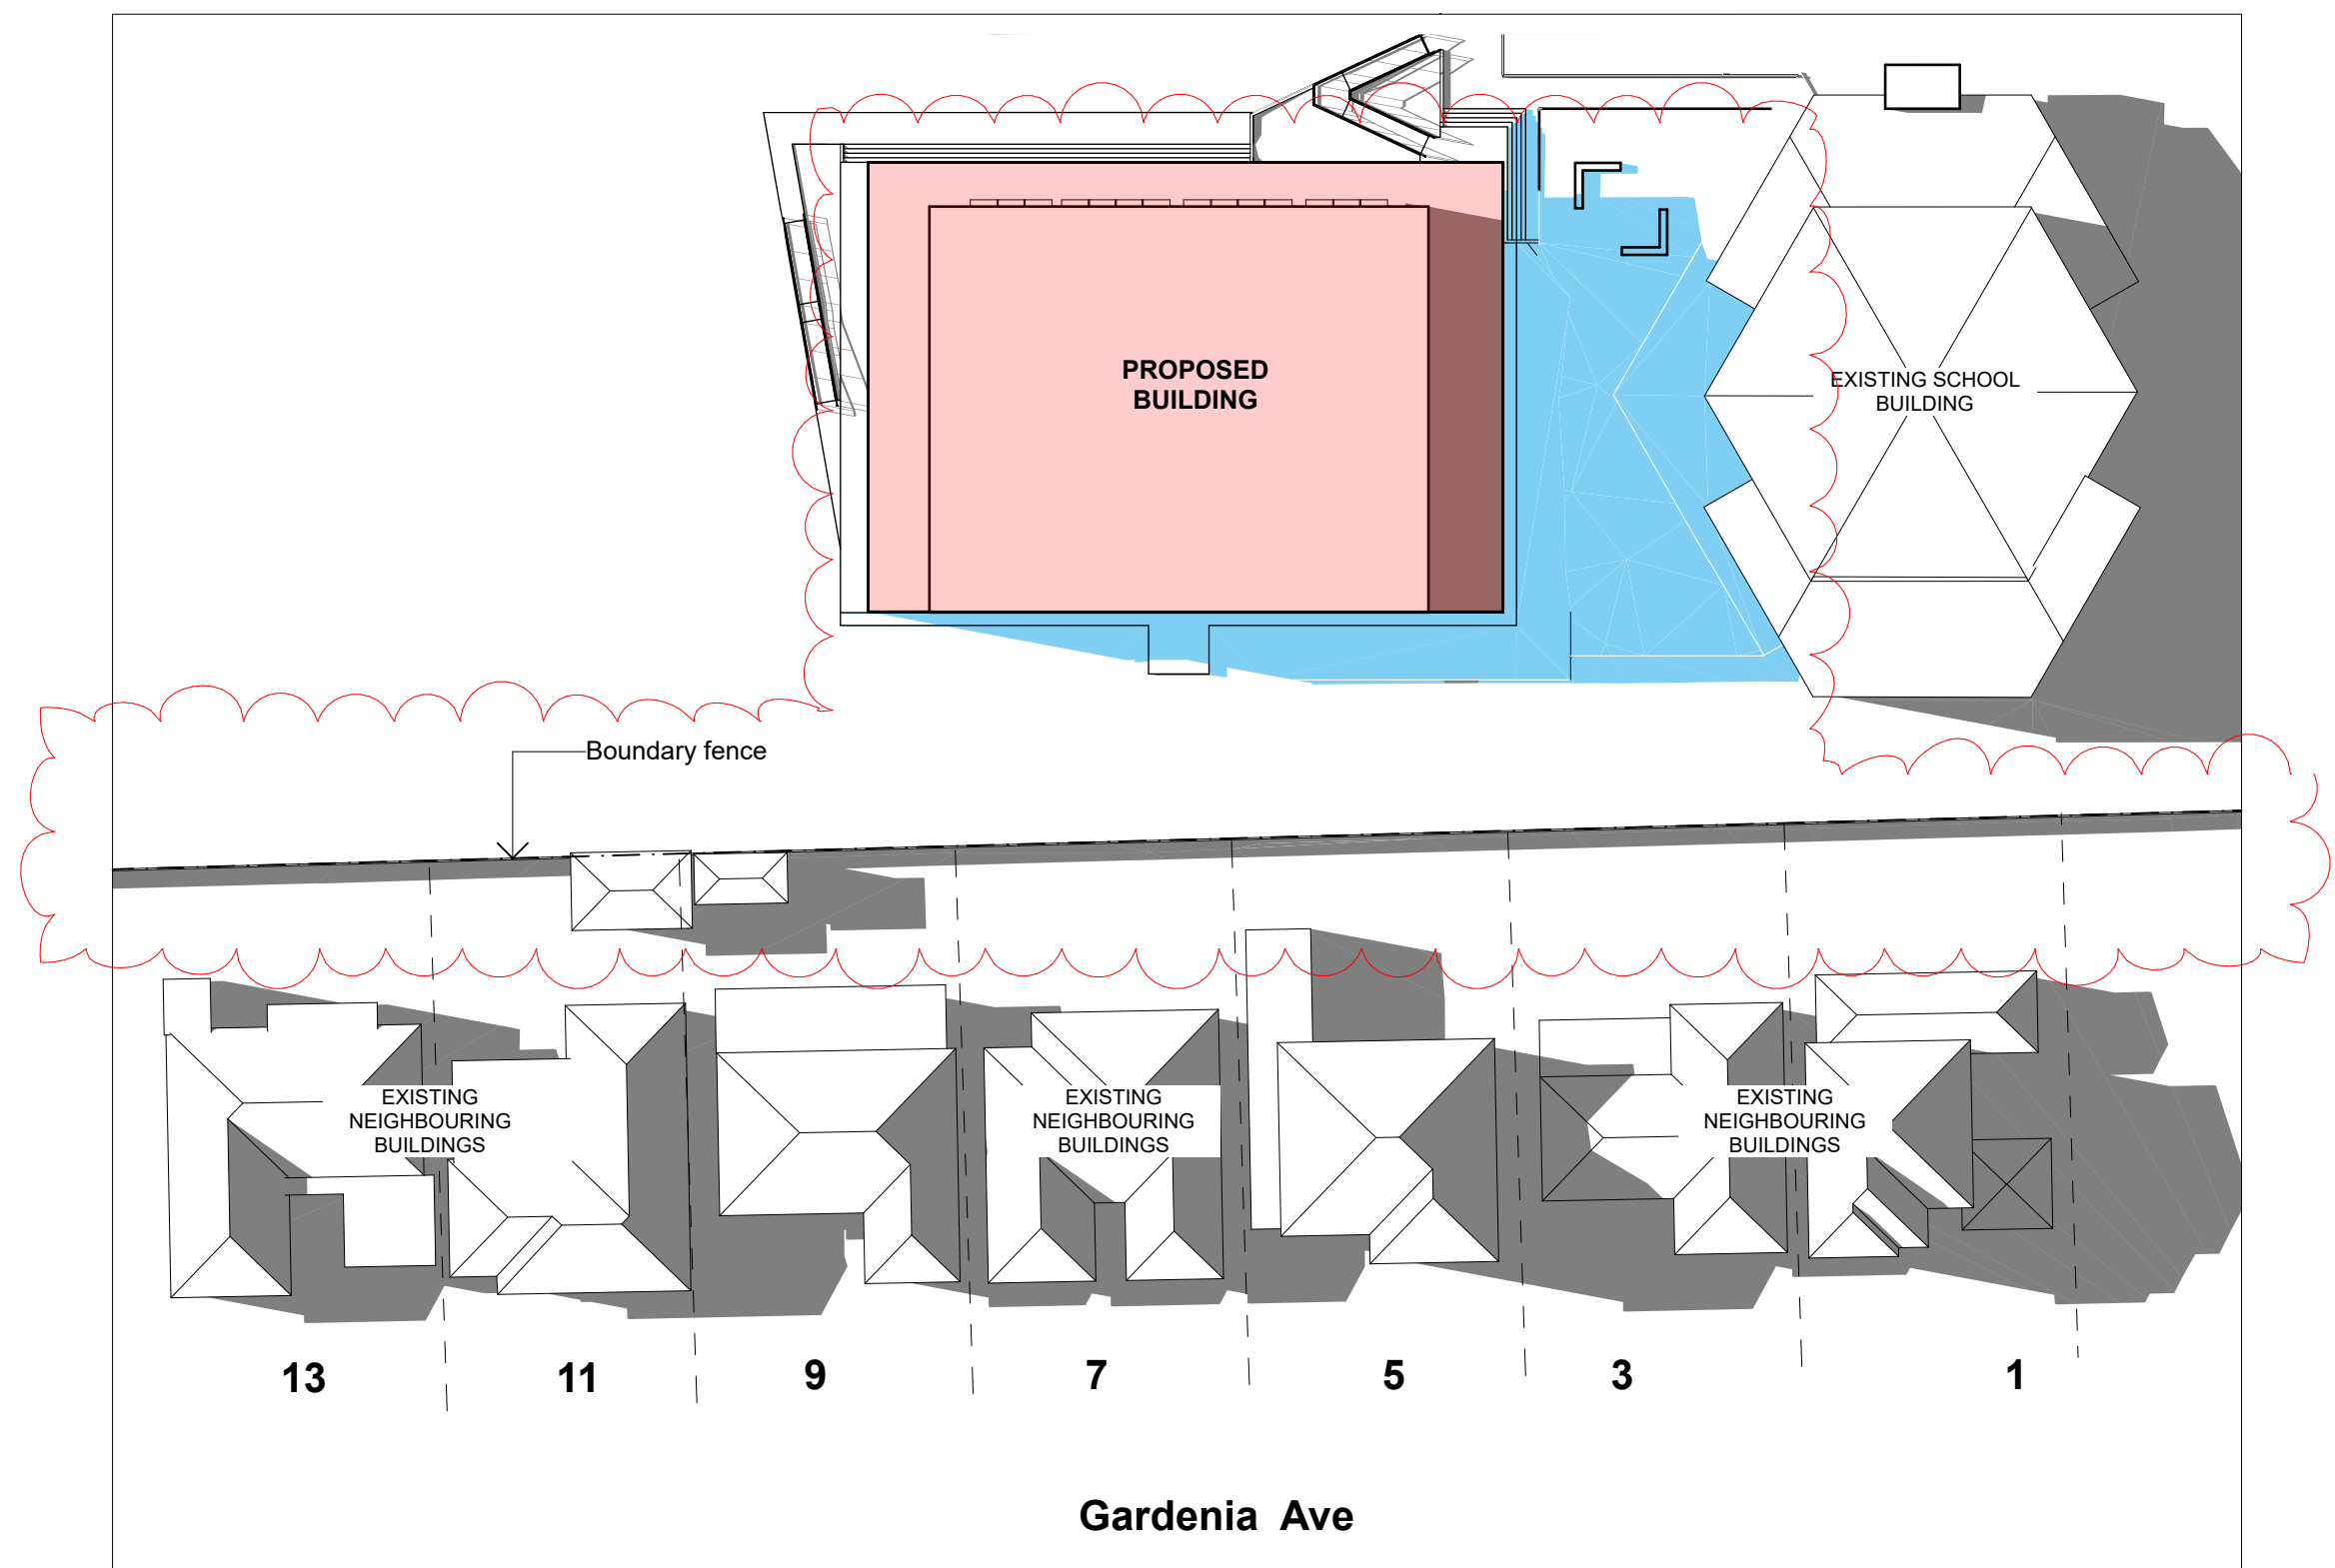 PROPOSED
BUILDING
EXISTING SCHOOL
BUILDING
Boundary fence
EXISTING
NEIGHBOURING
BUILDINGS
EXISTING
NEIGHBOURING
BUILDINGS
EXISTING
NEIGHBOURING
BUILDINGS
13 11 9 7 5 3 1
Gardenia Ave